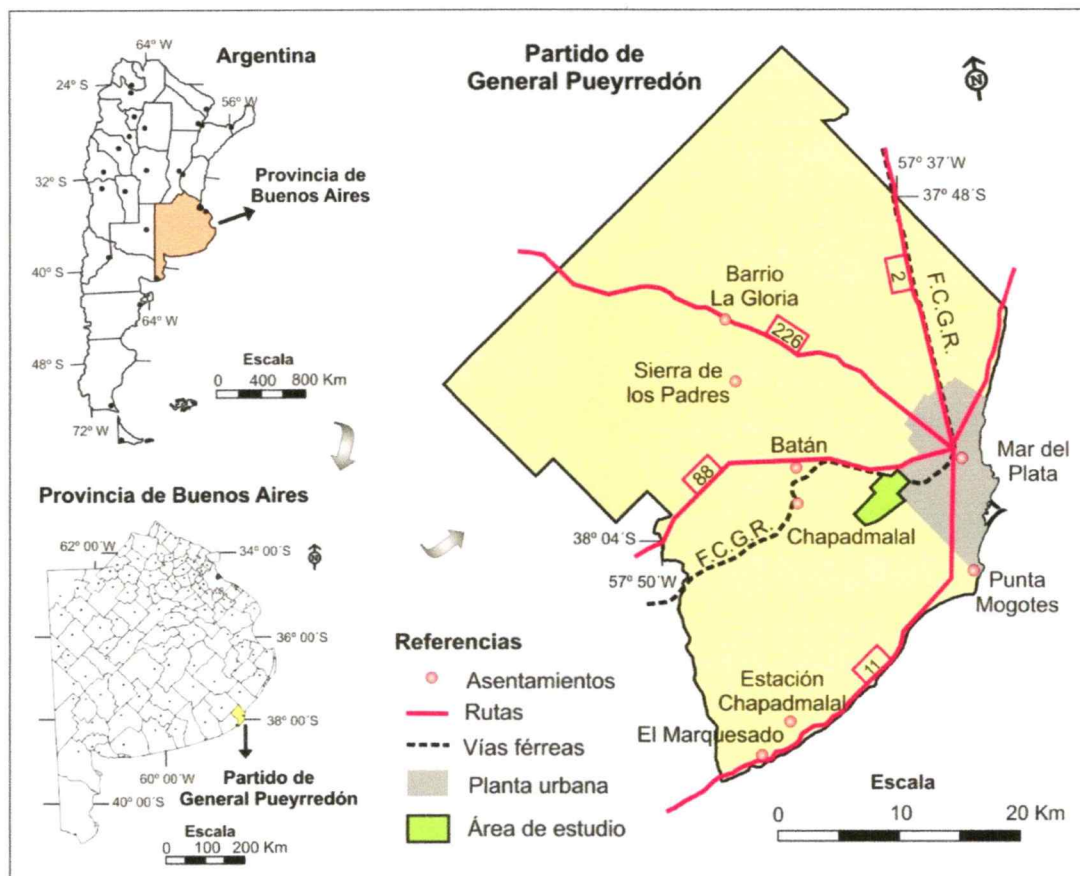 Argentina
64° W
24° S
56° W
32° S
Provincia de
Buenos Aires
40° S
64° W
48° S
72° W
Escala
0 400 800 Km
Provincia de Buenos Aires
62° 00´W
34° 00´S
N
36° 00´S
38° 00´S
60° 00´W
40° 00´S
Partido de
General Pueyrredón
Escala
0 100 200 Km
Partido de
General Pueyrredón
N
57° 37´W
37° 48´S
2
F.C.G.R.
Barrio
La Gloria
226
Sierra de
los Padres
Batán
88
Mar del
Plata
Chapadmalal
F.C.G.R.
38° 04´S
57° 50´W
Punta
Mogotes
11
Estación
Chapadmalal
El Marquesado
Referencias
Asentamientos
Rutas
Vías férreas
Planta urbana
Área de estudio
Escala
0 10 20 Km